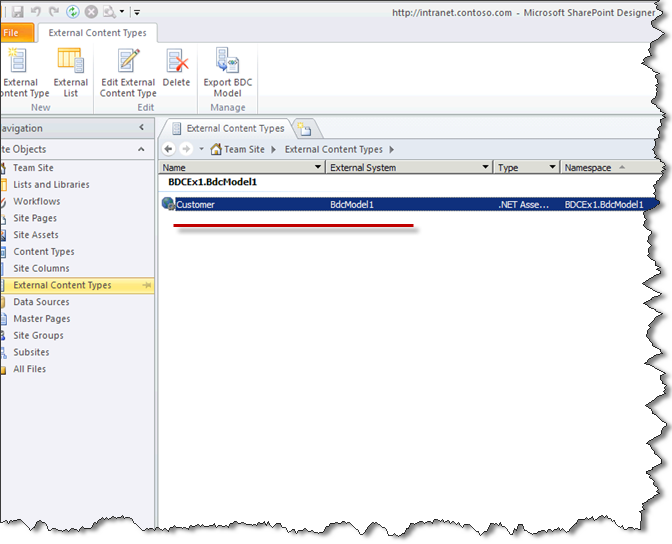 http://intranet.contoso.com - Microsoft SharePoint Designer
File External Content Types
External External Edit External Delete Export BDC
ontent Type List Content Type Model
New Edit Manage
avigation External Content Types
te Objects Team Site External Content Types
Name External System Type Namespace
Team Site
BDCEx1.BdcModel1
Lists and Libraries
Workflows
Customer BdcModel1 .NET Asse... BDCEx1.BdcModel1
Site Pages
Site Assets
Content Types
Site Columns
External Content Types
Data Sources
Master Pages
Site Groups
Subsites
All Files